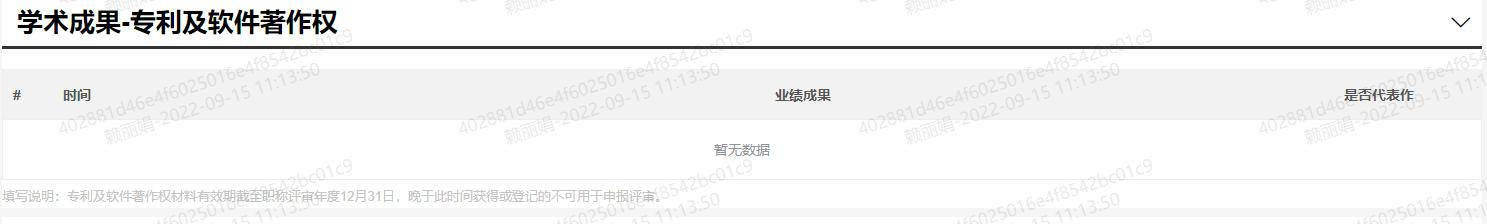 学术成果-专利及软件著作权
# 时间 业绩成果 是否代表作
暂无数据
填写说明：专利及软件著作权材料有效期截至职称评审年度12月31日，晚于此时间获得或登记的不可用于申报评审。
402881d46e4f6025016e4f8542bc01c9
赖丽娟-2022-09-15 11:13:50